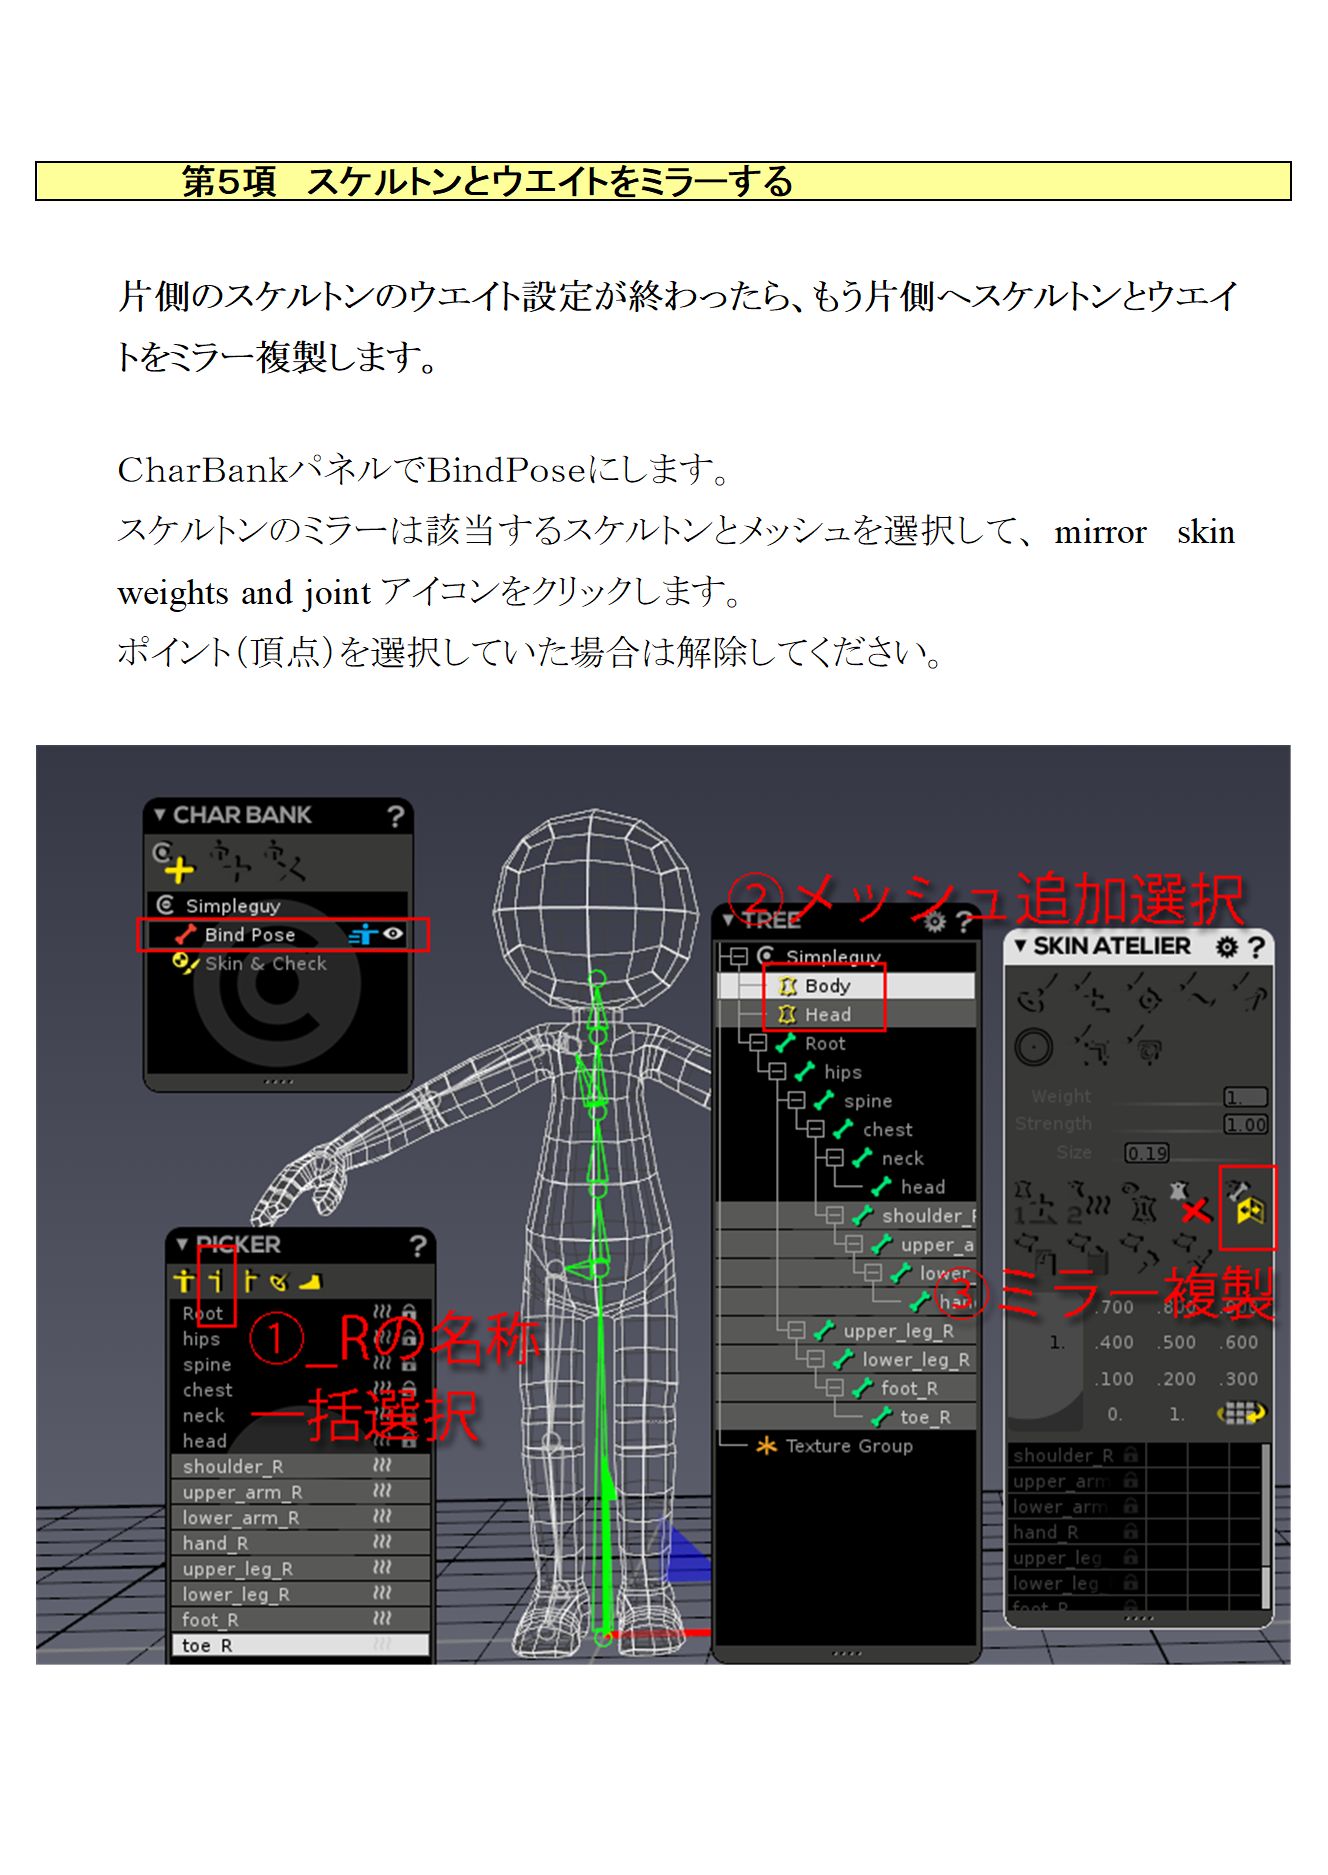 第5項　スケルトンとウエイトをミラーする
片側のスケルトンのウエイト設定が終わったら、もう片側へスケルトンとウエイ
トをミラー複製します。
CharBankパネルでBindPoseにします。
スケルトンのミラーは該当するスケルトンとメッシュを選択して、mirror skin
weights and joint アイコンをクリックします。
ポイント（頂点）を選択していた場合は解除してください。
CHAR BANK ?
Simpleguy
Bind Pose
Skin & Check
②メッシュ追加選択
TREE ?
Simpleguy
Body
Head
Root
hips
spine
chest
neck
head
shoulder_R
upper_a
lower_
han
upper_leg_R
lower_leg_R
foot_R
toe_R
Texture Group
SKIN ATELIER ?
Weight 1.
Strength 1.00
Size 0.19
1 2
③ミラー複製
.700 .800 .900
1. .400 .500 .600
.100 .200 .300
0. 1.
shoulder_R
upper_arm
lower_arm
hand_R
upper_leg
lower_leg
foot_R
PICKER ?
①_Rの名称
一括選択
Root
hips
spine
chest
neck
head
shoulder_R
upper_arm_R
lower_arm_R
hand_R
upper_leg_R
lower_leg_R
foot_R
toe_R